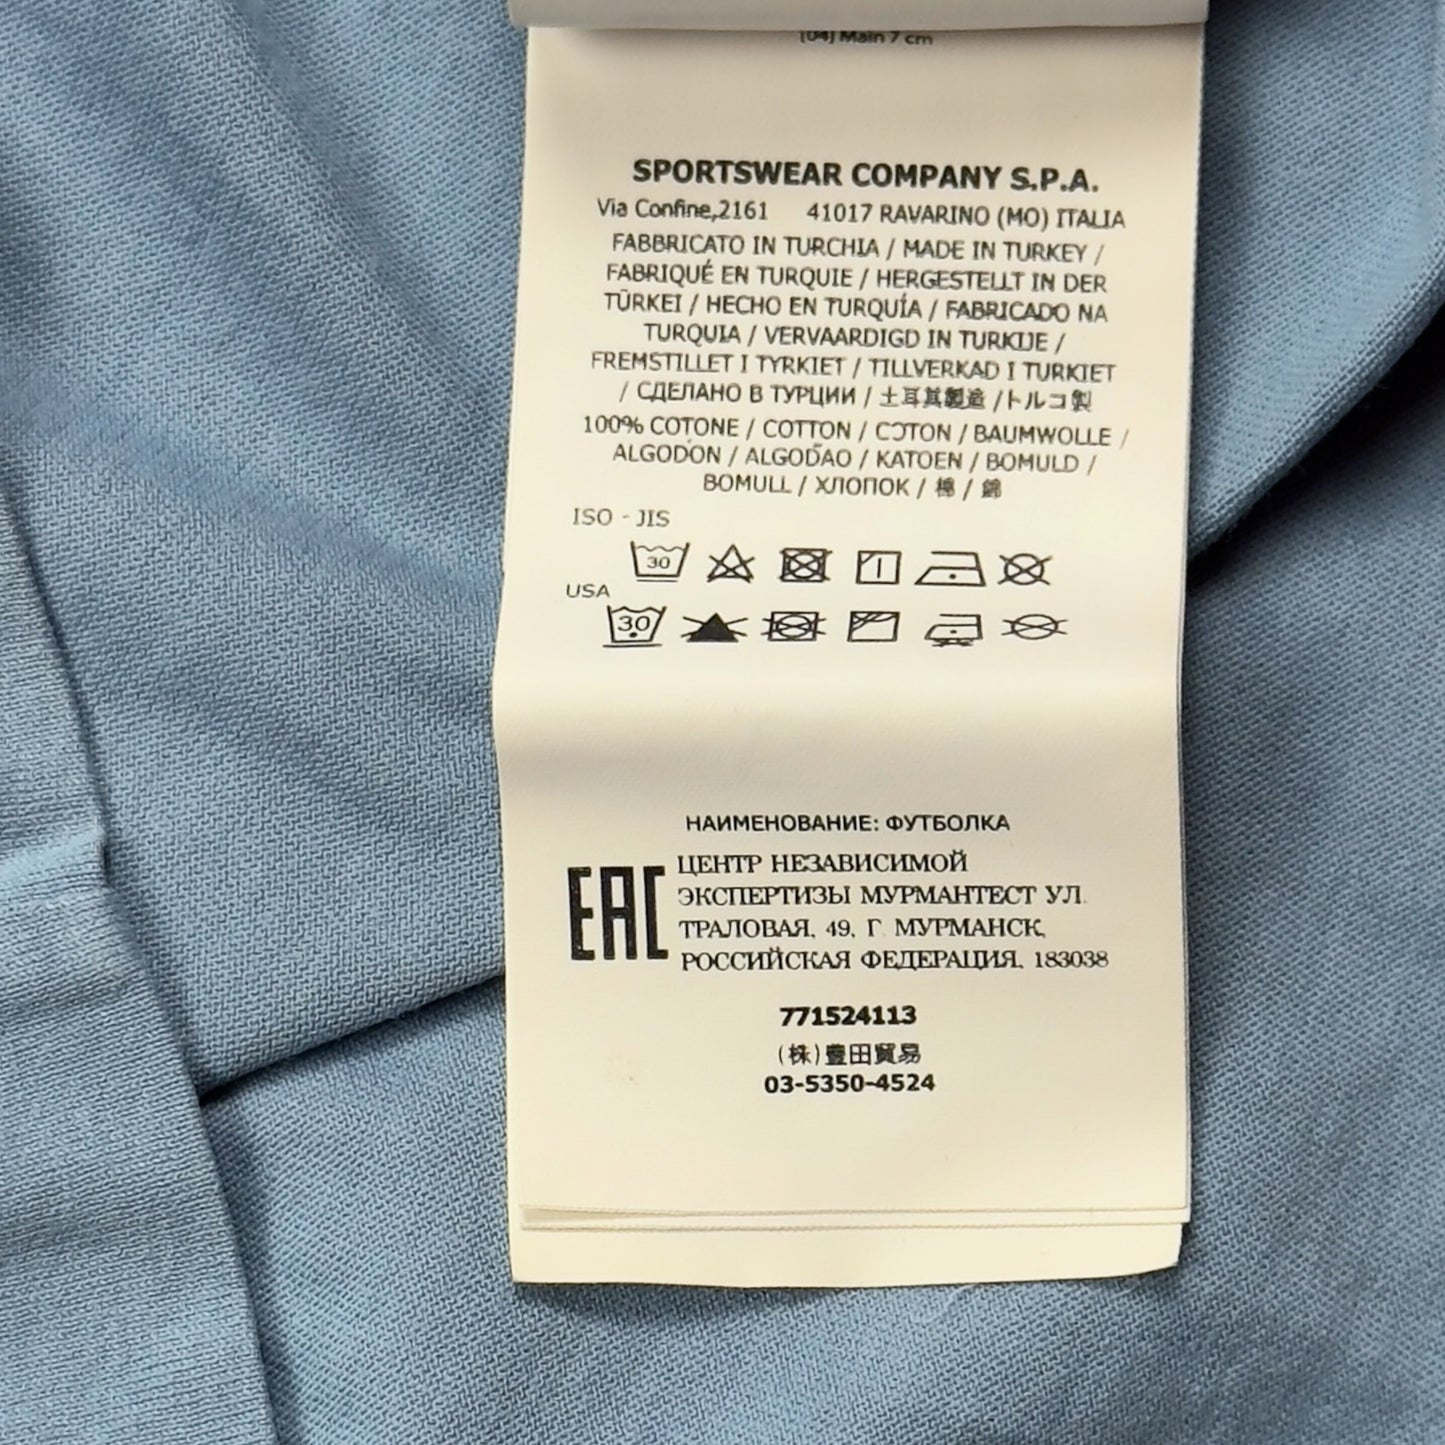 (04) Main 7 cm
SPORTSWEAR COMPANY S.P.A.
Via Confine,2161 41017 RAVARINO (MO) ITALIA
FABBRICATO IN TURCHIA / MADE IN TURKEY /
FABRIQUÉ EN TURQUIE / HERGESTELLT IN DER
TÜRKEI / HECHO EN TURQUÍA / FABRICADO NA
TURQUIA / VERVAARDIGD IN TURKIJE /
FREMSTILLET I TYRKIET / TILLVERKAD I TURKIET
/ СДЕЛАНО В ТУРЦИИ / 土耳其製造 /トルコ製
100% COTONE / COTTON / COTON / BAUMWOLLE /
ALGODÓN / ALGODÃO / KATOEN / BOMULD /
BOMULL / ХЛОПОК / 棉 / 錦
ISO - JIS
30
USA
30
НАИМЕНОВАНИЕ: ФУТБОЛКА
EAC ЦЕНТР НЕЗАВИСИМОЙ
ЭКСПЕРТИЗЫ МУРМАНТЕСТ УЛ.
ТРАЛОВАЯ, 49, Г. МУРМАНСК,
РОССИЙСКАЯ ФЕДЕРАЦИЯ, 183038
771524113
(株)豊田貿易
03-5350-4524